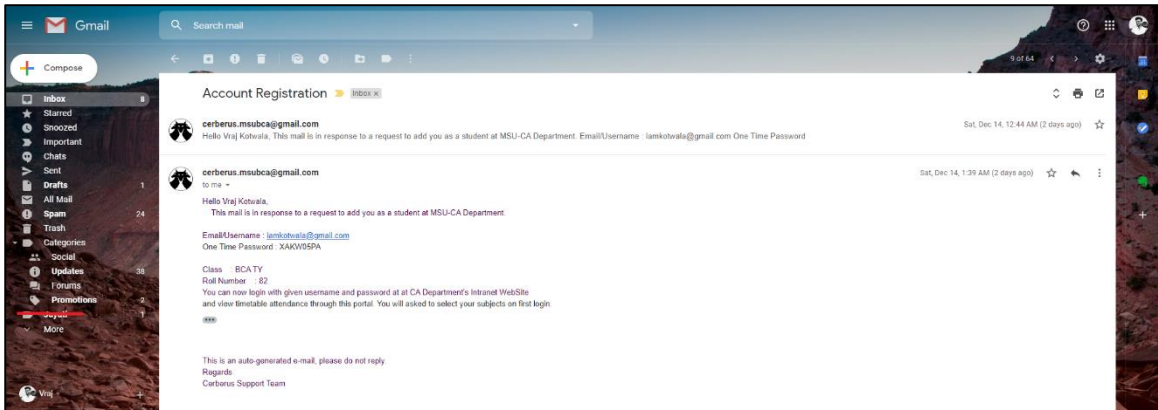 Gmail
Search mail
Compose
9 of 64
Inbox 8
Starred
Snoozed
Important
Chats
Sent
Drafts 1
All Mail
Spam 24
Trash
Categories
Social
Updates 38
Forums
Promotions 2
1
More
Vraj
Account Registration Inbox x
cerberus.msubca@gmail.com Sat, Dec 14, 12:44 AM (2 days ago)
Hello Vraj Kotwala, This mail is in response to a request to add you as a student at MSU-CA Department. Email/Username : Iamkotwala@gmail.com One Time Password
cerberus.msubca@gmail.com Sat, Dec 14, 1:39 AM (2 days ago)
to me
Hello Vraj Kotwala,
This mail is in response to a request to add you as a student at MSU-CA Department.
Email/Username : Iamkotwala@gmail.com
One Time Password : XAKW05PA
Class : BCA TY
Roll Number : 82
You can now login with given username and password at at CA Department's Intranet WebSite
and view timetable attendance through this portal. You will asked to select your subjects on first login.
This is an auto-generated e-mail, please do not reply.
Regards.
Cerberus Support Team